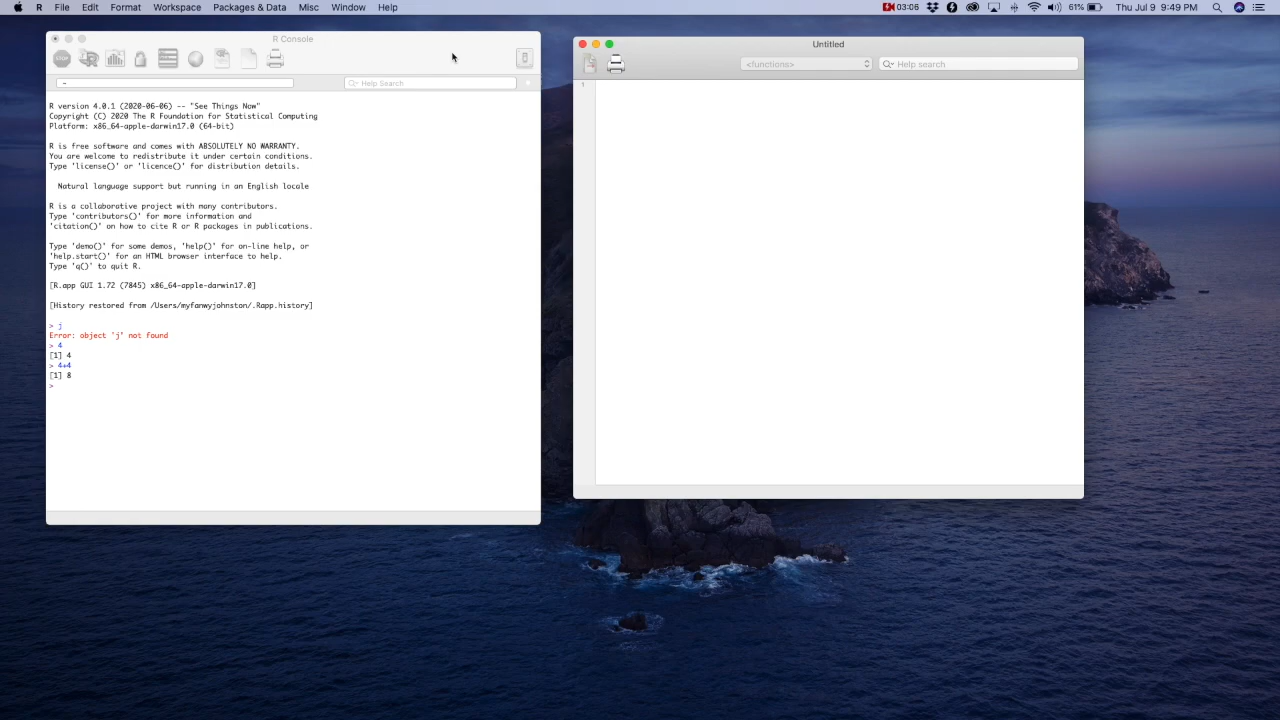 R File Edit Format Workspace Packages & Data Misc Window Help 03:06 61% Thu Jul 9 9:49 PM
R Console
STOP
~
Help Search
R version 4.0.1 (2020-06-06) -- "See Things Now"
Copyright (C) 2020 The R Foundation for Statistical Computing
Platform: x86_64-apple-darwin17.0 (64-bit)
R is free software and comes with ABSOLUTELY NO WARRANTY.
You are welcome to redistribute it under certain conditions.
Type 'license()' or 'licence()' for distribution details.
Natural language support but running in an English locale
R is a collaborative project with many contributors.
Type 'contributors()' for more information and
'citation()' on how to cite R or R packages in publications.
Type 'demo()' for some demos, 'help()' for on-line help, or
'help.start()' for an HTML browser interface to help.
Type 'q()' to quit R.
[R.app GUI 1.72 (7845) x86_64-apple-darwin17.0]
[History restored from /Users/myfanwyjohnston/.Rapp.history]
> j
Error: object 'j' not found
> 4
[1] 4
> 4+4
[1] 8
>
Untitled
<functions>
Help search
1